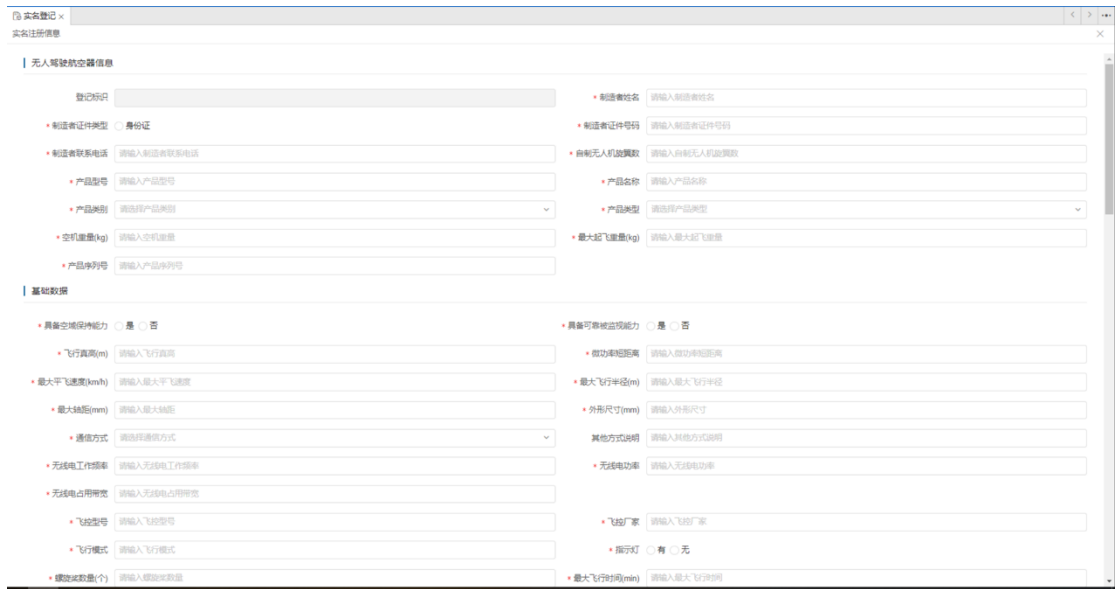 实名登记 ×
实名注册信息
无人驾驶航空器信息
登记标识 * 制造者姓名 请输入制造者姓名
* 制造者证件类型 身份证 * 制造者证件号码 请输入制造者证件号码
* 制造者联系电话 请输入制造者联系电话 * 自制无人机旋翼数 请输入自制无人机旋翼数
* 产品型号 请输入产品型号 * 产品名称 请输入产品名称
* 产品类别 请选择产品类别 * 产品类型 请选择产品类型
* 空机重量(kg) 请输入空机重量 * 最大起飞重量(kg) 请输入最大起飞重量
* 产品序列号 请输入产品序列号
基础数据
* 具备空域保持能力 是 否 * 具备可靠被监视能力 是 否
* 飞行真高(m) 请输入飞行真高 * 微功率短距离 请输入微功率短距离
* 最大平飞速度(km/h) 请输入最大平飞速度 * 最大飞行半径(m) 请输入最大飞行半径
* 最大轴距(mm) 请输入最大轴距 * 外形尺寸(mm) 请输入外形尺寸
* 通信方式 请选择通信方式 其他方式说明 请输入其他方式说明
* 无线电工作频率 请输入无线电工作频率 * 无线电功率 请输入无线电功率
* 无线电占用带宽 请输入无线电占用带宽
* 飞控型号 请输入飞控型号 * 飞控厂家 请输入飞控厂家
* 飞行模式 请输入飞行模式 * 指示灯 有 无
* 螺旋桨数量(个) 请输入螺旋桨数量 * 最大飞行时间(min) 请输入最大飞行时间